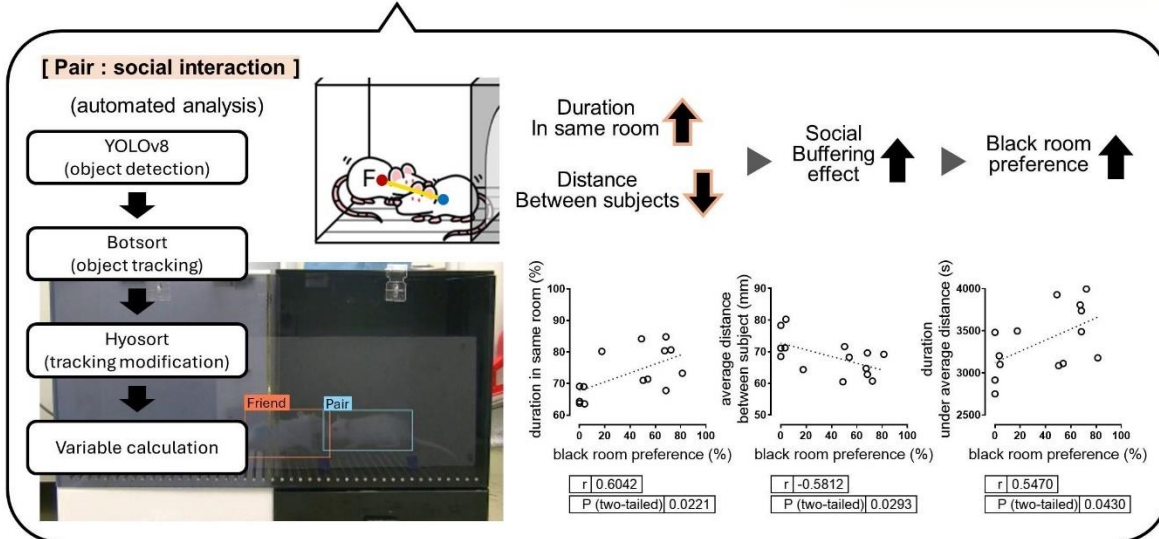 [ Pair : social interaction ]
(automated analysis)
YOLOv8
(object detection)
Botsort
(object tracking)
Hyosort
(tracking modification)
Variable calculation
F
Friend
Pair
Duration
In same room
Distance
Between subjects
Social
Buffering
effect
Black room
preference
duration in same room (%)
100
90
80
70
60
0 20 40 60 80 100
black room preference (%)
r 0.6042
P (two-tailed) 0.0221
average distance
between subject (mm)
90
80
70
60
50
0 20 40 60 80 100
black room preference (%)
r -0.5812
P (two-tailed) 0.0293
duration
under average distance (s)
4000
3500
3000
2500
0 20 40 60 80 100
black room preference (%)
r 0.5470
P (two-tailed) 0.0430